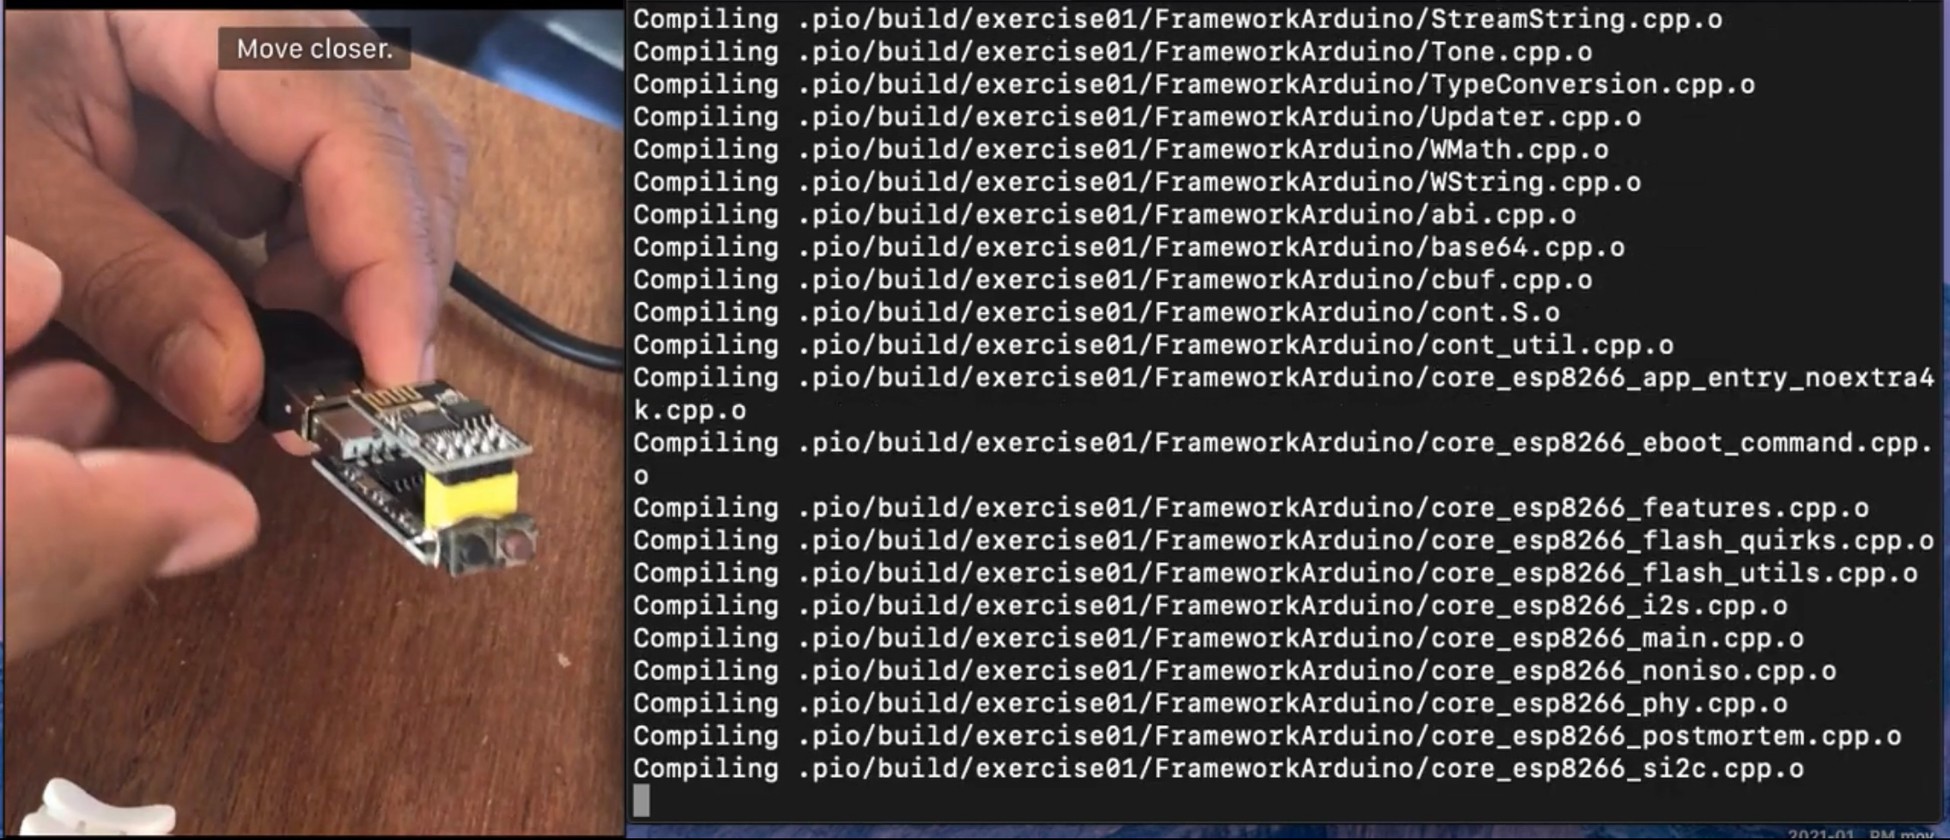 Move closer.
Compiling .pio/build/exercise01/FrameworkArduino/StreamString.cpp.o
Compiling .pio/build/exercise01/FrameworkArduino/Tone.cpp.o
Compiling .pio/build/exercise01/FrameworkArduino/TypeConversion.cpp.o
Compiling .pio/build/exercise01/FrameworkArduino/Updater.cpp.o
Compiling .pio/build/exercise01/FrameworkArduino/WMath.cpp.o
Compiling .pio/build/exercise01/FrameworkArduino/WString.cpp.o
Compiling .pio/build/exercise01/FrameworkArduino/abi.cpp.o
Compiling .pio/build/exercise01/FrameworkArduino/base64.cpp.o
Compiling .pio/build/exercise01/FrameworkArduino/cbuf.cpp.o
Compiling .pio/build/exercise01/FrameworkArduino/cont.S.o
Compiling .pio/build/exercise01/FrameworkArduino/cont_util.cpp.o
Compiling .pio/build/exercise01/FrameworkArduino/core_esp8266_app_entry_noextra4
k.cpp.o
Compiling .pio/build/exercise01/FrameworkArduino/core_esp8266_eboot_command.cpp.
o
Compiling .pio/build/exercise01/FrameworkArduino/core_esp8266_features.cpp.o
Compiling .pio/build/exercise01/FrameworkArduino/core_esp8266_flash_quirks.cpp.o
Compiling .pio/build/exercise01/FrameworkArduino/core_esp8266_flash_utils.cpp.o
Compiling .pio/build/exercise01/FrameworkArduino/core_esp8266_i2s.cpp.o
Compiling .pio/build/exercise01/FrameworkArduino/core_esp8266_main.cpp.o
Compiling .pio/build/exercise01/FrameworkArduino/core_esp8266_noniso.cpp.o
Compiling .pio/build/exercise01/FrameworkArduino/core_esp8266_phy.cpp.o
Compiling .pio/build/exercise01/FrameworkArduino/core_esp8266_postmortem.cpp.o
Compiling .pio/build/exercise01/FrameworkArduino/core_esp8266_si2c.cpp.o
2021-01 PM.mov